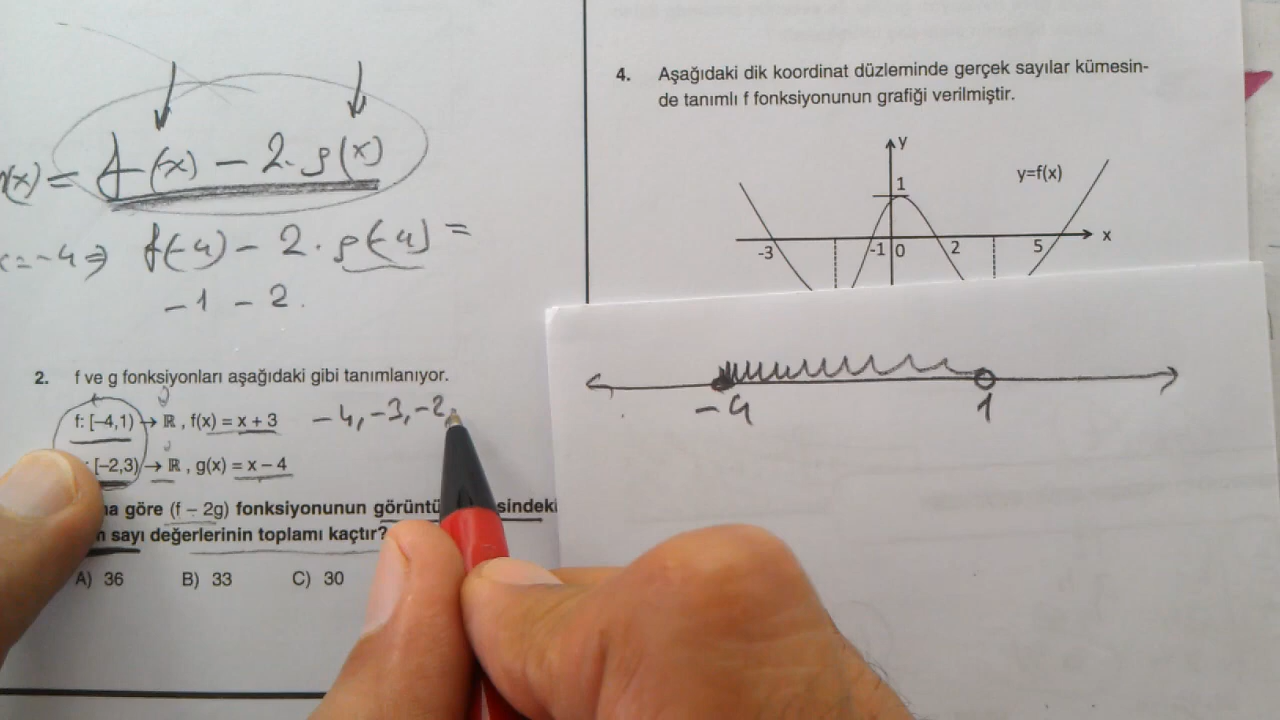 (x) = f(x) - 2.g(x)
x=-4⇒ f(-4) - 2.g(-4) =
-1 - 2.
2. f ve g fonksiyonları aşağıdaki gibi tanımlanıyor.
f: [-4,1) → ℝ , f(x) = x + 3 -4, -3, -2,
[-2,3) → ℝ , g(x) = x - 4
göre (f - 2g) fonksiyonunun görüntü
sayı değerlerinin toplamı kaçtır?
A) 36 B) 33 C) 30
4. Aşağıdaki dik koordinat düzleminde gerçek sayılar kümesin-
de tanımlı f fonksiyonunun grafiği verilmiştir.
y
1
y=f(x)
-3 -1 0 2 5 x
-4 1